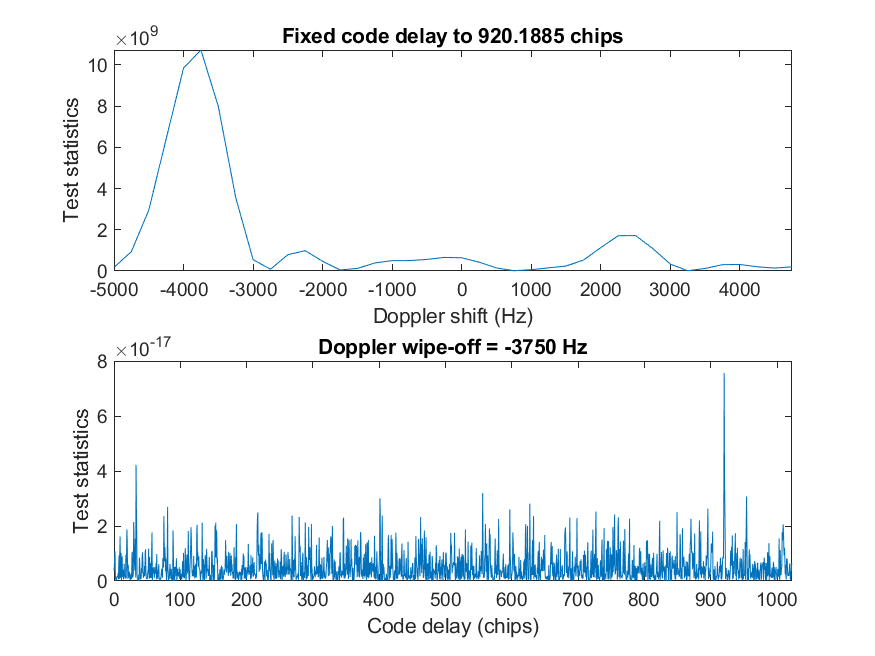 Fixed code delay to 920.1885 chips
×10^9
10
8
6
4
2
0
Test statistics
-5000 -4000 -3000 -2000 -1000 0 1000 2000 3000 4000
Doppler shift (Hz)
Doppler wipe-off = -3750 Hz
×10^-17
8
6
4
2
0
Test statistics
0 100 200 300 400 500 600 700 800 900 1000
Code delay (chips)